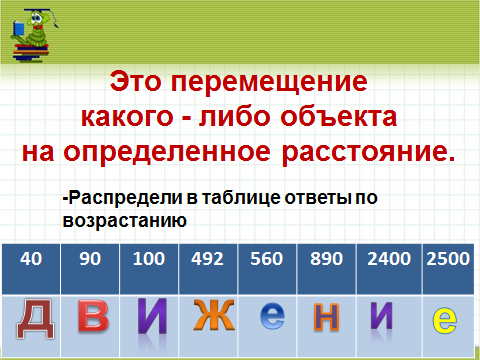 Это перемещение
какого - либо объекта
на определенное расстояние.
-Распредели в таблице ответы по
возрастанию
40 90 100 492 560 890 2400 2500
Д В И Ж е н и е